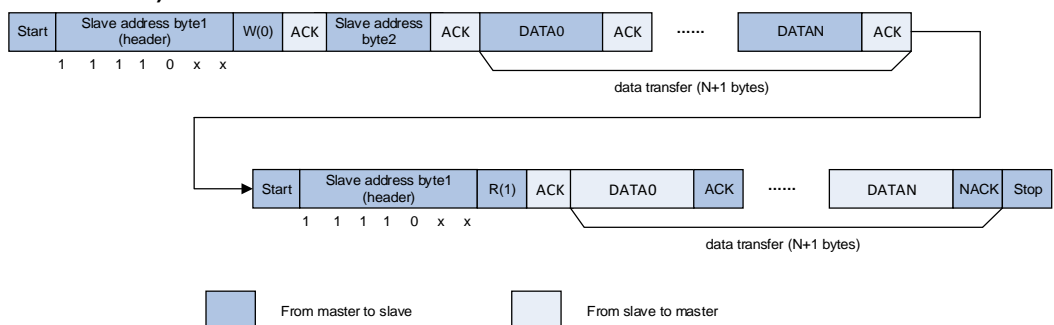 Start Slave address byte1 (header) W(0) ACK Slave address byte2 ACK DATA0 ACK ...... DATAN ACK
1 1 1 1 0 x x
data transfer (N+1 bytes)
Start Slave address byte1 (header) R(1) ACK DATA0 ACK ...... DATAN NACK Stop
1 1 1 1 0 x x
data transfer (N+1 bytes)
From master to slave From slave to master